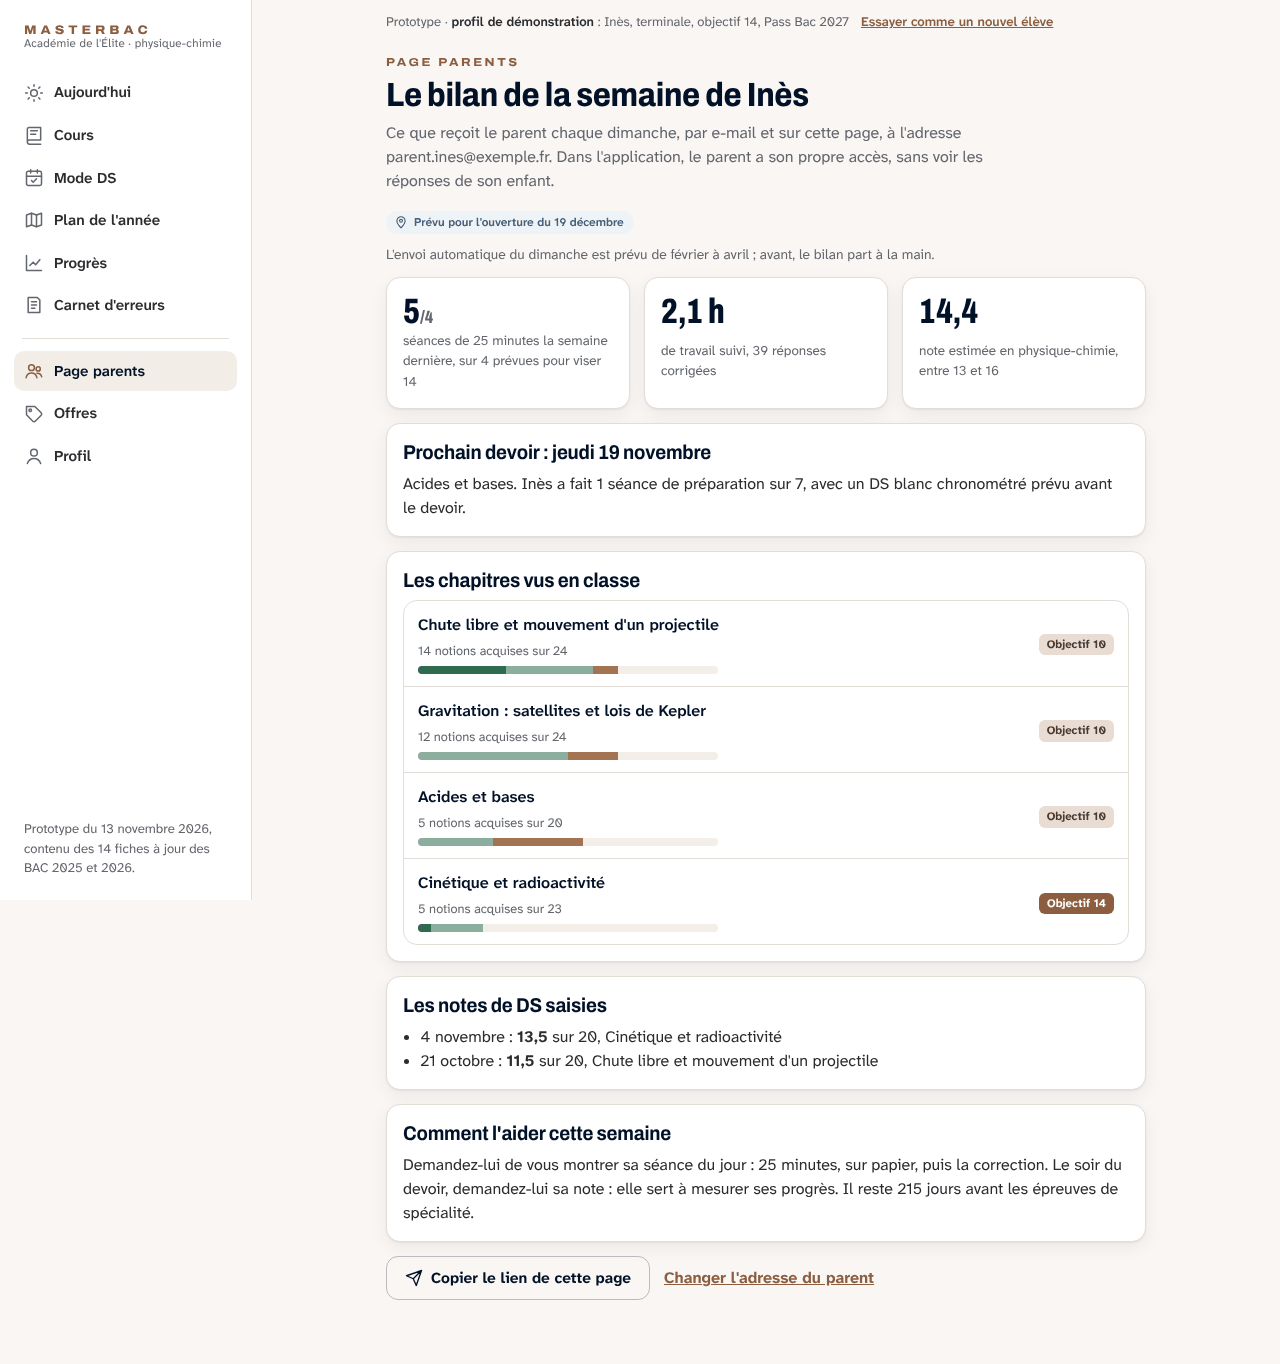 MASTERBAC
Académie de l'Élite · physique-chimie
Aujourd'hui
Cours
Mode DS
Plan de l'année
Progrès
Carnet d'erreurs
Page parents
Offres
Profil
Prototype du 13 novembre 2026,
contenu des 14 fiches à jour des
BAC 2025 et 2026.
Prototype · profil de démonstration : Inès, terminale, objectif 14, Pass Bac 2027 Essayer comme un nouvel élève
PAGE PARENTS
Le bilan de la semaine de Inès
Ce que reçoit le parent chaque dimanche, par e-mail et sur cette page, à l'adresse
parent.ines@exemple.fr. Dans l'application, le parent a son propre accès, sans voir les
réponses de son enfant.
Prévu pour l'ouverture du 19 décembre
L'envoi automatique du dimanche est prévu de février à avril ; avant, le bilan part à la main.
5/4
séances de 25 minutes la semaine
dernière, sur 4 prévues pour viser
14
2,1 h
de travail suivi, 39 réponses
corrigées
14,4
note estimée en physique-chimie,
entre 13 et 16
Prochain devoir : jeudi 19 novembre
Acides et bases. Inès a fait 1 séance de préparation sur 7, avec un DS blanc chronométré prévu avant
le devoir.
Les chapitres vus en classe
Chute libre et mouvement d'un projectile
14 notions acquises sur 24
Objectif 10
Gravitation : satellites et lois de Kepler
12 notions acquises sur 24
Objectif 10
Acides et bases
5 notions acquises sur 20
Objectif 10
Cinétique et radioactivité
5 notions acquises sur 23
Objectif 14
Les notes de DS saisies
• 4 novembre : 13,5 sur 20, Cinétique et radioactivité
• 21 octobre : 11,5 sur 20, Chute libre et mouvement d'un projectile
Comment l'aider cette semaine
Demandez-lui de vous montrer sa séance du jour : 25 minutes, sur papier, puis la correction. Le soir du
devoir, demandez-lui sa note : elle sert à mesurer ses progrès. Il reste 215 jours avant les épreuves de
spécialité.
Copier le lien de cette page
Changer l'adresse du parent